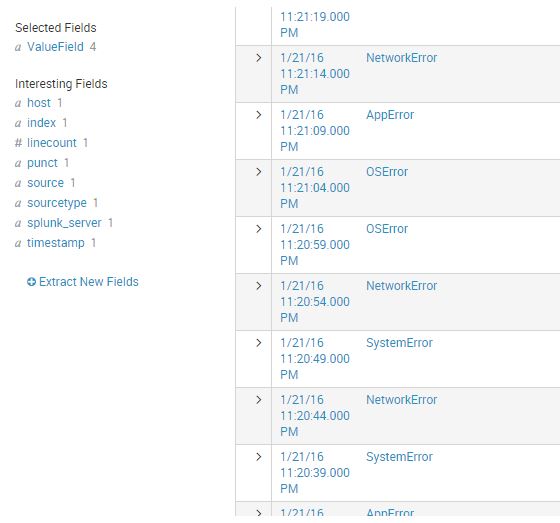 Selected Fields
a ValueField 4
Interesting Fields
a host 1
a index 1
# linecount 1
a punct 1
a source 1
a sourcetype 1
a splunk_server 1
a timestamp 1
Extract New Fields
11:21:19.000
PM
1/21/16 NetworkError
11:21:14.000
PM
1/21/16 AppError
11:21:09.000
PM
1/21/16 OSError
11:21:04.000
PM
1/21/16 OSError
11:20:59.000
PM
1/21/16 NetworkError
11:20:54.000
PM
1/21/16 SystemError
11:20:49.000
PM
1/21/16 NetworkError
11:20:44.000
PM
1/21/16 SystemError
11:20:39.000
PM
1/21/16 AppError